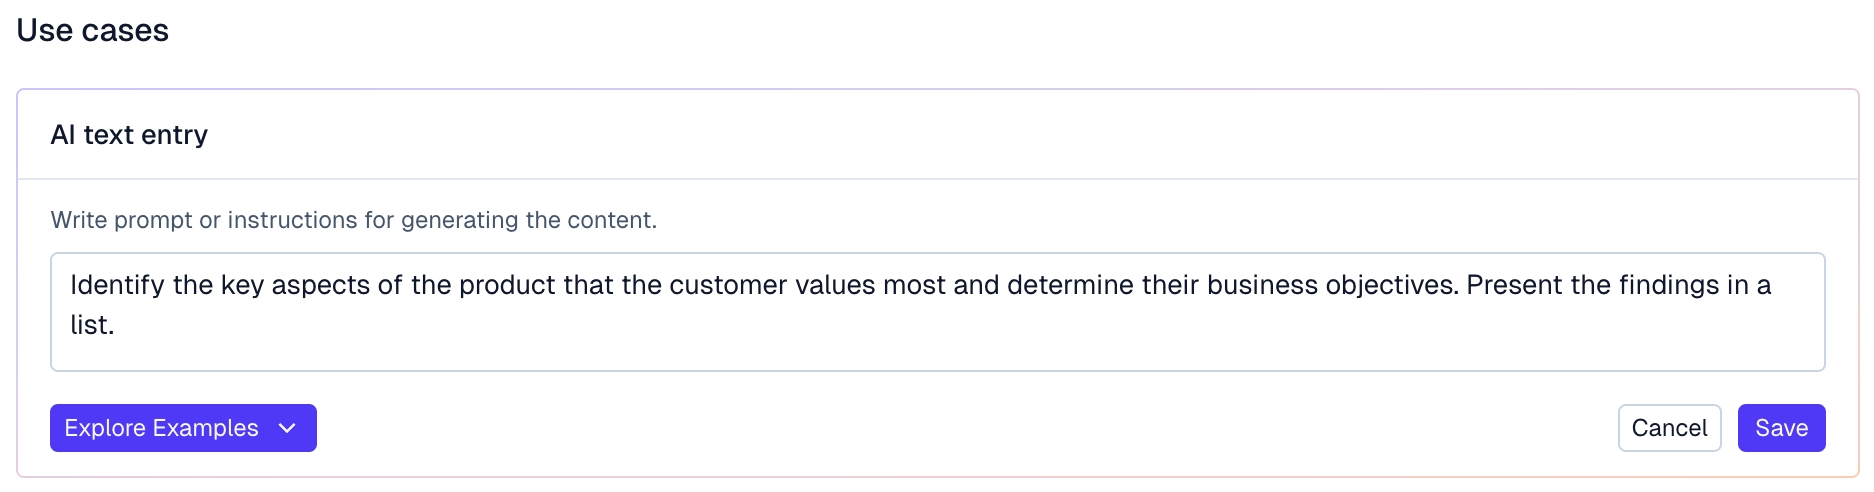 Use cases
AI text entry
Write prompt or instructions for generating the content.
Identify the key aspects of the product that the customer values most and determine their business objectives. Present the findings in a
list.
Explore Examples
Cancel
Save